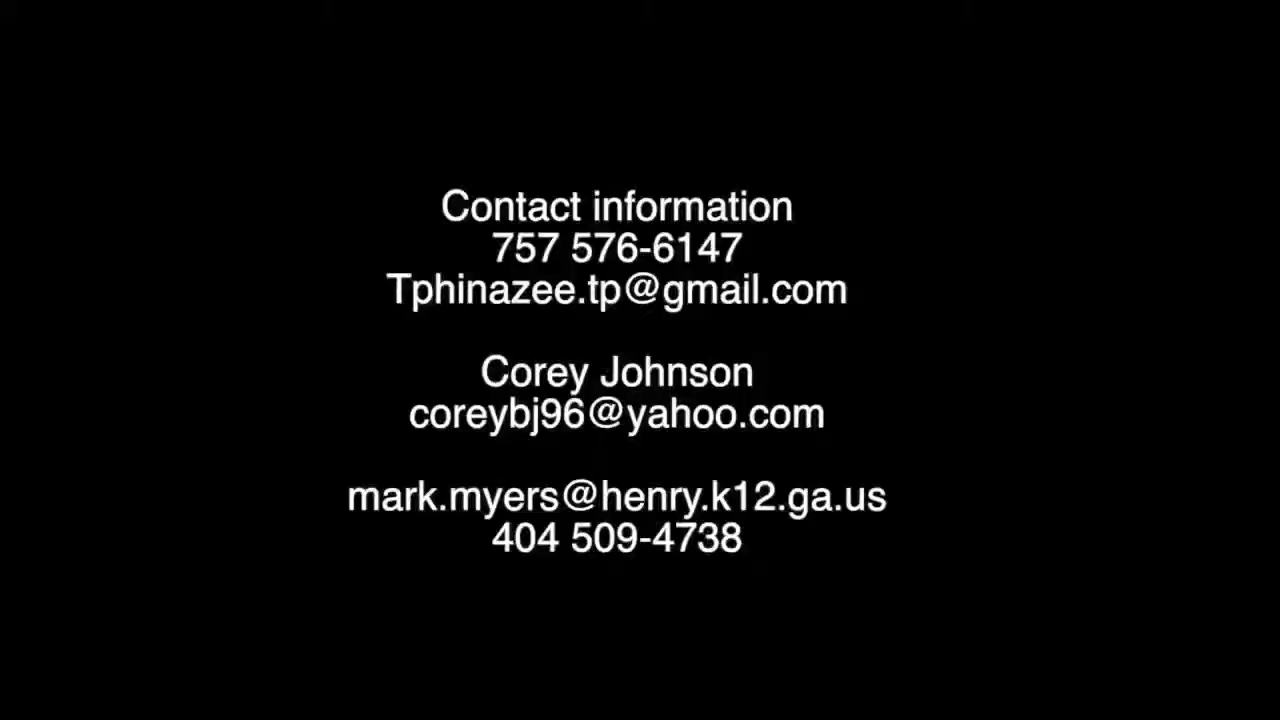 Contact information
757 576-6147
Tphinazee.tp@gmail.com
Corey Johnson
coreybj96@yahoo.com
mark.myers@henry.k12.ga.us
404 509-4738